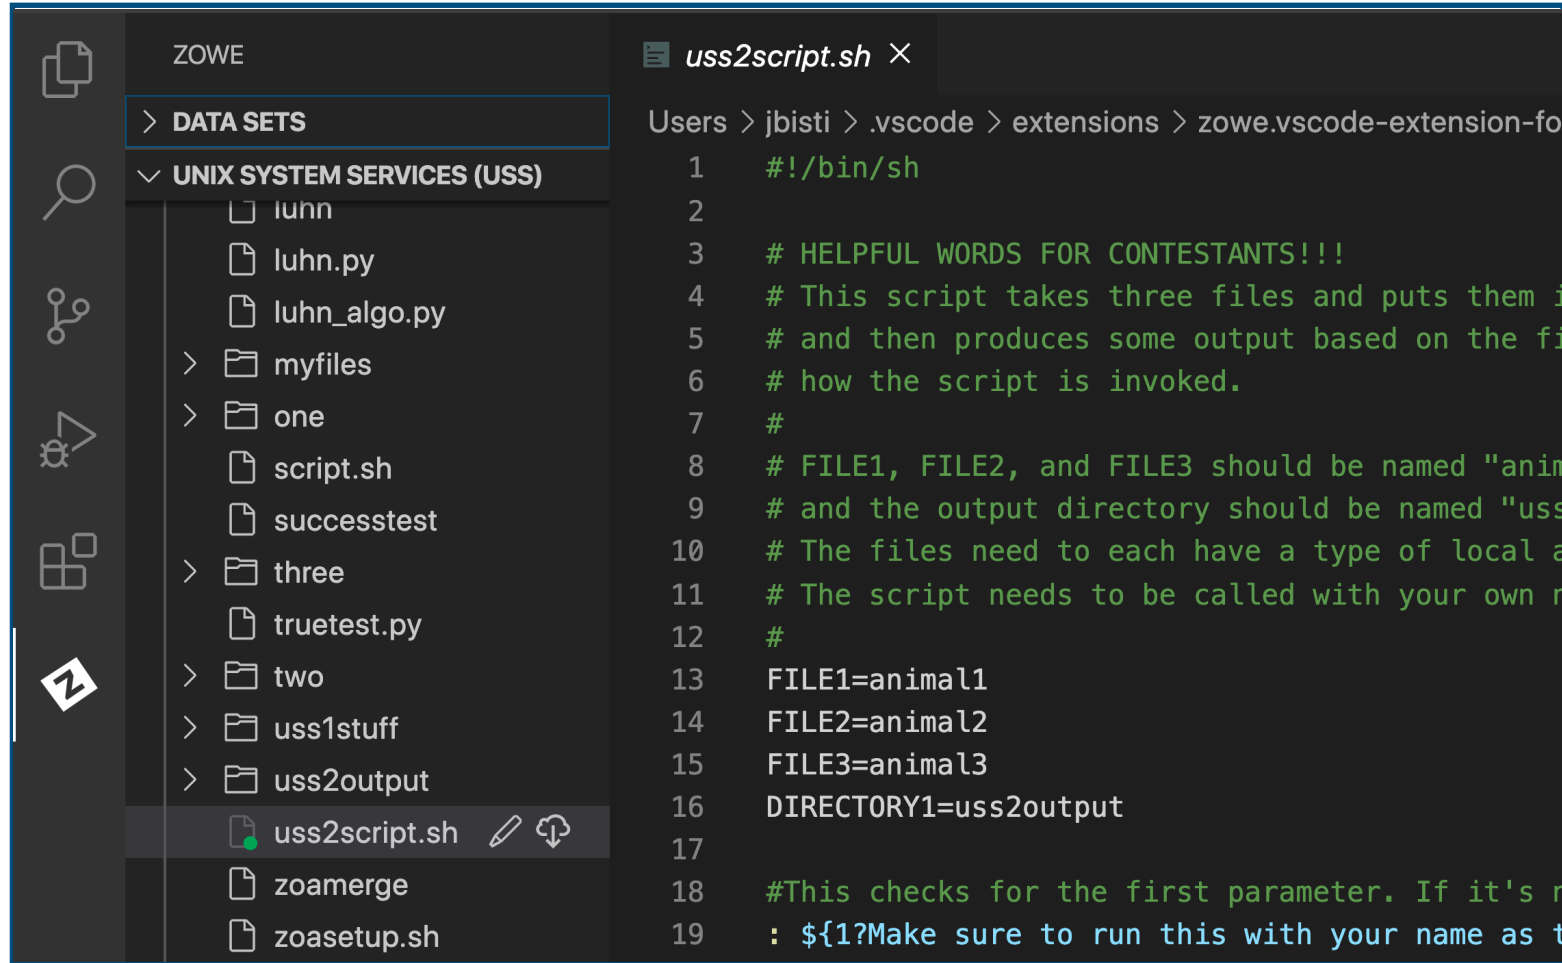 ZOWE
DATA SETS
UNIX SYSTEM SERVICES (USS)
luhn
luhn.py
luhn_algo.py
myfiles
one
script.sh
successtest
three
truetest.py
two
uss1stuff
uss2output
uss2script.sh
zoamerge
zoasetup.sh
uss2script.sh
Users > jbisti > .vscode > extensions > zowe.vscode-extension-fo
1 #!/bin/sh
2
3 # HELPFUL WORDS FOR CONTESTANTS!!!
4 # This script takes three files and puts them
5 # and then produces some output based on the
6 # how the script is invoked.
7 #
8 # FILE1, FILE2, and FILE3 should be named "anim
9 # and the output directory should be named "uss
10 # The files need to each have a type of local
11 # The script needs to be called with your own
12 #
13 FILE1=animal1
14 FILE2=animal2
15 FILE3=animal3
16 DIRECTORY1=uss2output
17
18 #This checks for the first parameter. If it's
19 : ${1?Make sure to run this with your name as